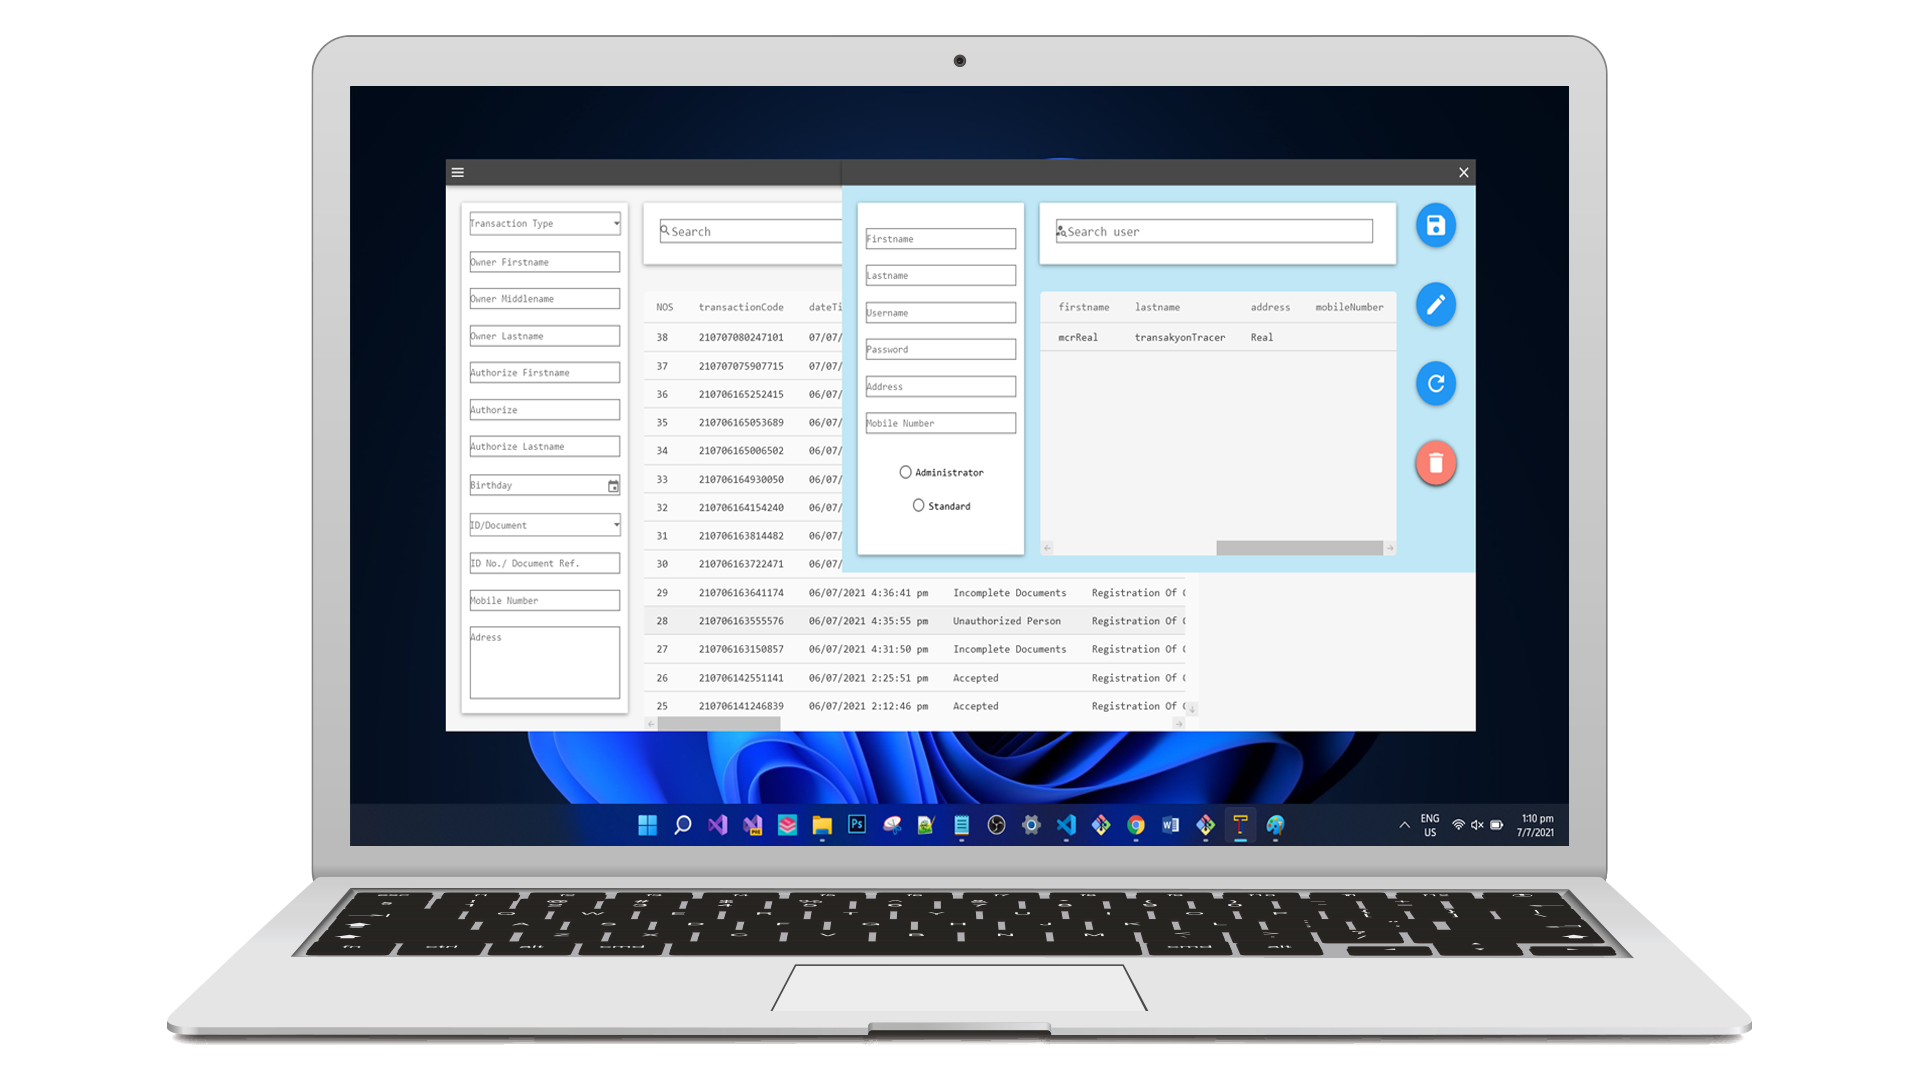 Transaction Type
Owner Firstname
Owner Middlename
Owner Lastname
Authorize Firstname
Authorize
Authorize Lastname
Birthday
ID/Document
ID No./ Document Ref.
Mobile Number
Adress
Search
NOS transactionCode dateTi
38 210707080247101 07/07/
37 210707075907715 07/07/
36 210706165252415 06/07/
35 210706165053689 06/07/
34 210706165006502 06/07/
33 210706164930050 06/07/
32 210706164154240 06/07/
31 210706163814482 06/07/
30 210706163722471 06/07/
29 210706163641174 06/07/2021 4:36:41 pm Incomplete Documents Registration Of
28 210706163555576 06/07/2021 4:35:55 pm Unauthorized Person Registration Of
27 210706163150857 06/07/2021 4:31:50 pm Incomplete Documents Registration Of
26 210706142551141 06/07/2021 2:25:51 pm Accepted Registration Of
25 210706141246839 06/07/2021 2:12:46 pm Accepted Registration Of
Firstname
Lastname
Username
Password
Address
Mobile Number
Administrator
Standard
Search user
firstname lastname address mobileNumber
mcrReal transakyonTracer Real
Ps
ENG
US
1:10 pm
7/7/2021
Q W E R T Y U I O P
A S D F G H J K L
Z X C V B N M
fn ctrl alt cmd cmd alt